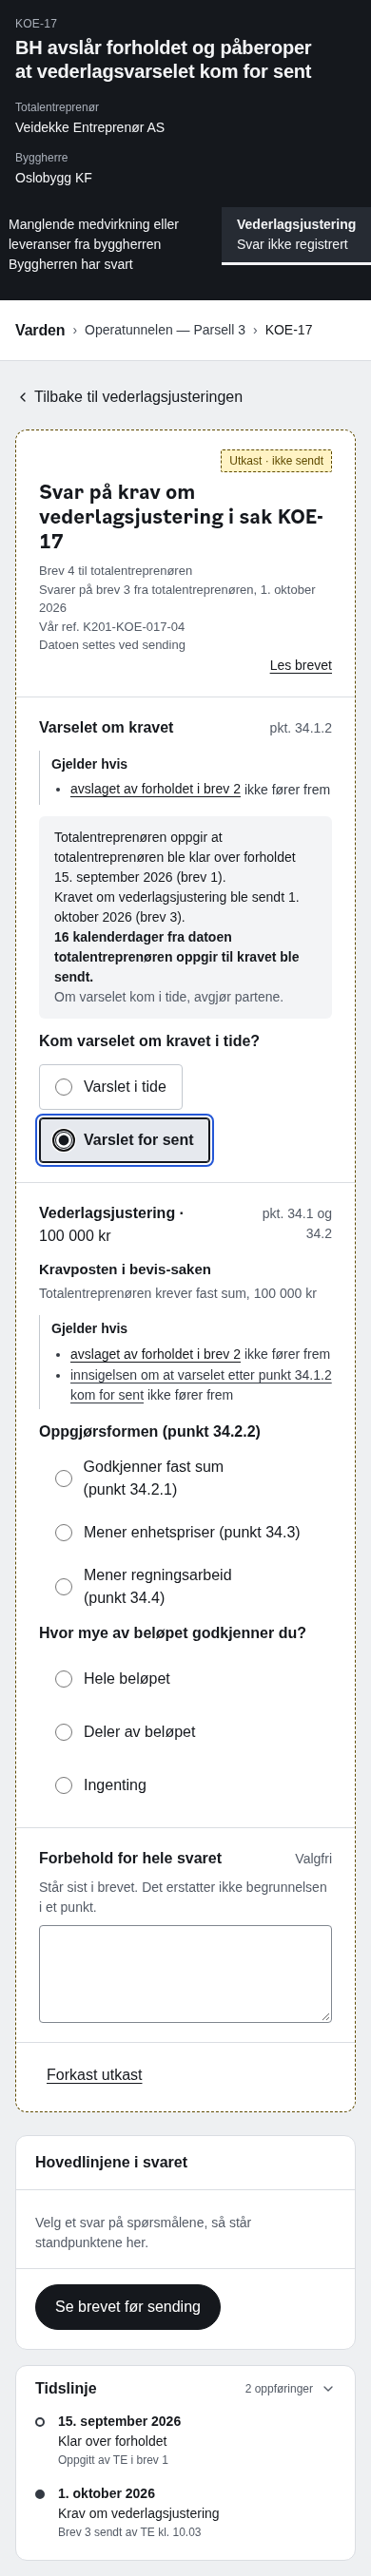 KOE-17
BH avslår forholdet og påberoper
at vederlagsvarselet kom for sent
Totalentreprenør
Veidekke Entreprenør AS
Byggherre
Oslobygg KF
Manglende medvirkning eller
leveranser fra byggherren
Byggherren har svart
Vederlagsjustering
Svar ikke registrert
Varden › Operatunnelen — Parsell 3 › KOE-17
Tilbake til vederlagsjusteringen
Utkast · ikke sendt
Svar på krav om
vederlagsjustering i sak KOE-
17
Brev 4 til totalentreprenøren
Svarer på brev 3 fra totalentreprenøren, 1. oktober
2026
Vår ref. K201-KOE-017-04
Datoen settes ved sending
Les brevet
Varselet om kravet pkt. 34.1.2
Gjelder hvis
• avslaget av forholdet i brev 2 ikke fører frem
Totalentreprenøren oppgir at
totalentreprenøren ble klar over forholdet
15. september 2026 (brev 1).
Kravet om vederlagsjustering ble sendt 1.
oktober 2026 (brev 3).
16 kalenderdager fra datoen
totalentreprenøren oppgir til kravet ble
sendt.
Om varselet kom i tide, avgjør partene.
Kom varselet om kravet i tide?
Varslet i tide
Varslet for sent
Vederlagsjustering · pkt. 34.1 og
100 000 kr 34.2
Kravposten i bevis-saken
Totalentreprenøren krever fast sum, 100 000 kr
Gjelder hvis
• avslaget av forholdet i brev 2 ikke fører frem
• innsigelsen om at varselet etter punkt 34.1.2
kom for sent ikke fører frem
Oppgjørsformen (punkt 34.2.2)
Godkjenner fast sum
(punkt 34.2.1)
Mener enhetspriser (punkt 34.3)
Mener regningsarbeid
(punkt 34.4)
Hvor mye av beløpet godkjenner du?
Hele beløpet
Deler av beløpet
Ingenting
Forbehold for hele svaret Valgfri
Står sist i brevet. Det erstatter ikke begrunnelsen
i et punkt.
Forkast utkast
Hovedlinjene i svaret
Velg et svar på spørsmålene, så står
standpunktene her.
Se brevet før sending
Tidslinje 2 oppføringer
15. september 2026
Klar over forholdet
Oppgitt av TE i brev 1
1. oktober 2026
Krav om vederlagsjustering
Brev 3 sendt av TE kl. 10.03